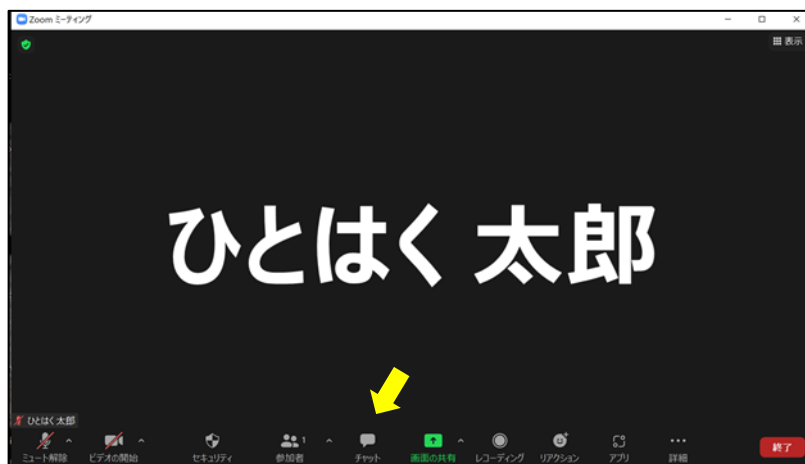 Zoom ミーティング
表示
ひとはく 太郎
ひとはく 太郎
ミュート解除 ビデオの開始 セキュリティ 参加者 1 チャット 画面の共有 レコーディング リアクション アプリ 詳細 終了